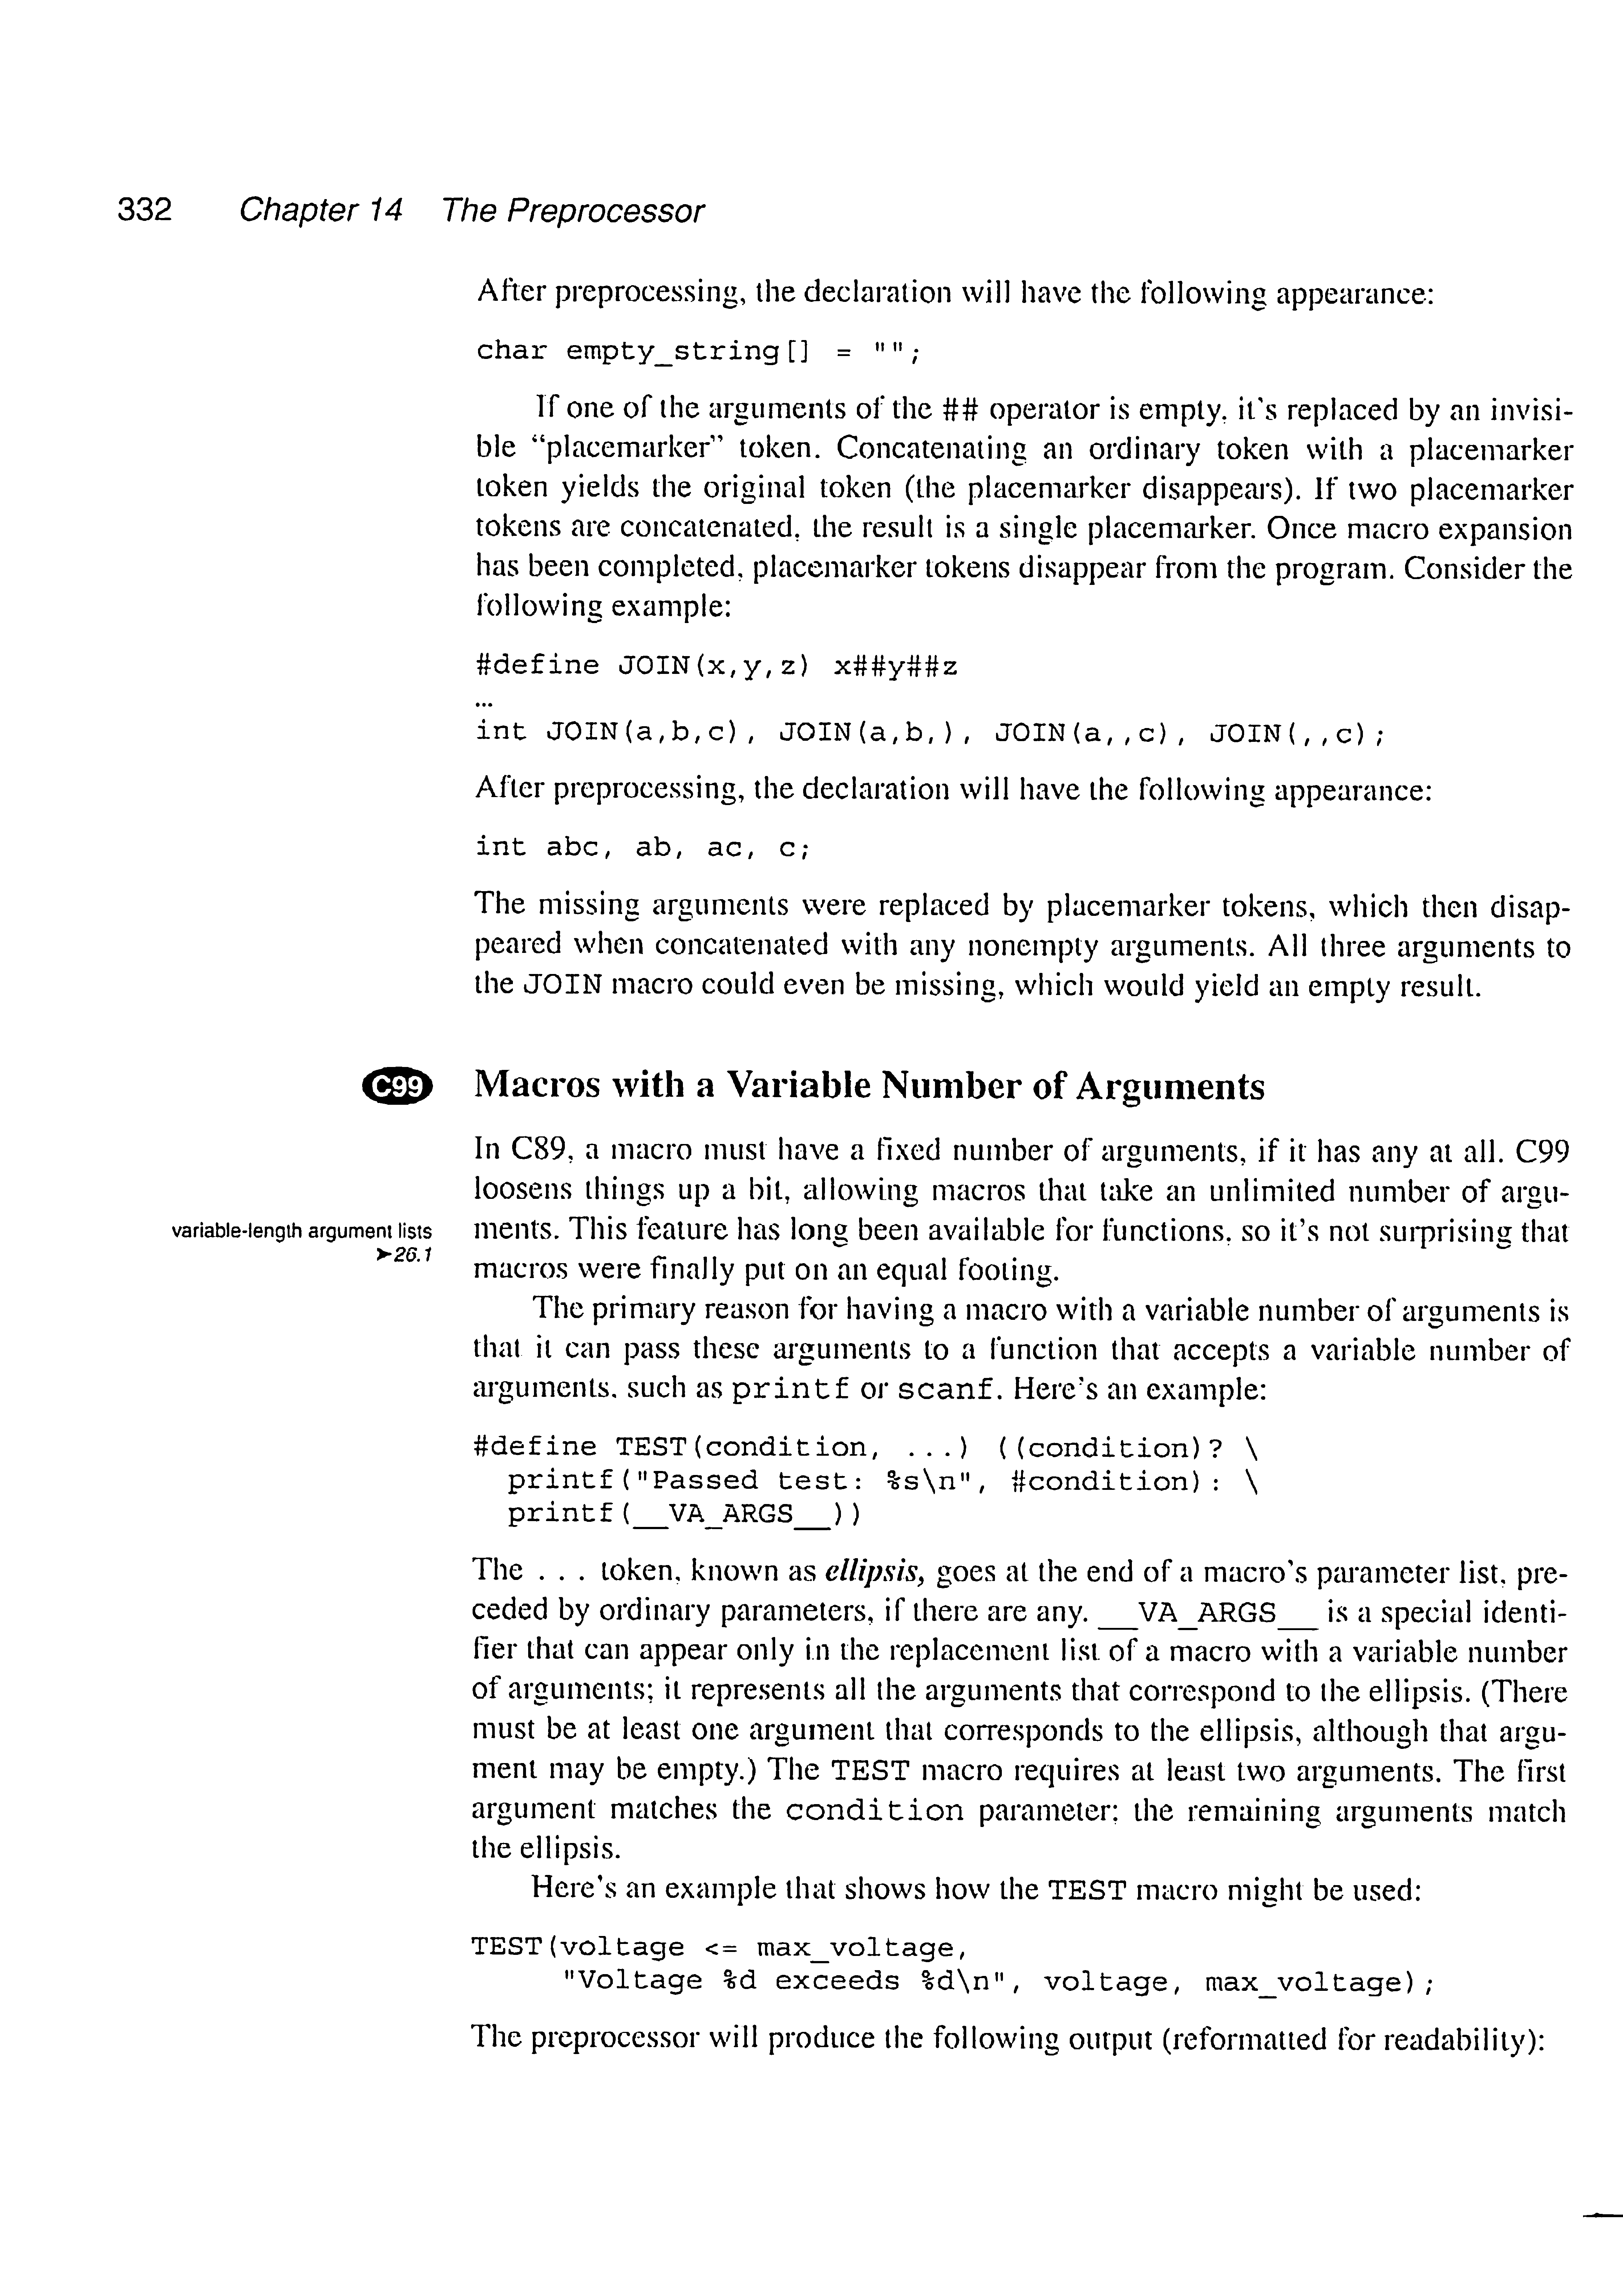 332 Chapter 14 The Preprocessor
After preprocessing, the declaration will have the following appearance:
char empty_string[] = "";
If one of the arguments of the ## operator is empty, it's replaced by an invisi-
ble “placemarker” token. Concatenating an ordinary token with a placemarker
token yields the original token (the placemarker disappears). If two placemarker
tokens are concatenated, the result is a single placemarker. Once macro expansion
has been completed, placemarker tokens disappear from the program. Consider the
following example:
#define JOIN(x,y,z) x##y##z
…
int JOIN(a,b,c), JOIN(a,b,), JOIN(a,,c), JOIN(,,c);
After preprocessing, the declaration will have the following appearance:
int abc, ab, ac, c;
The missing arguments were replaced by placemarker tokens, which then disap-
peared when concatenated with any nonempty arguments. All three arguments to
the JOIN macro could even be missing, which would yield an empty result.
C99 Macros with a Variable Number of Arguments
In C89, a macro must have a fixed number of arguments, if it has any at all. C99
loosens things up a bit, allowing macros that take an unlimited number of argu-
variable-length argument lists ments. This feature has long been available for functions, so it's not surprising that
➤26.1 macros were finally put on an equal footing.
The primary reason for having a macro with a variable number of arguments is
that it can pass these arguments to a function that accepts a variable number of
arguments, such as printf or scanf. Here's an example:
#define TEST(condition, ...) ((condition)? \
printf("Passed test: %s\n", #condition): \
printf(__VA_ARGS__))
The ... token, known as ellipsis, goes at the end of a macro's parameter list, pre-
ceded by ordinary parameters, if there are any. __VA_ARGS__ is a special identi-
fier that can appear only in the replacement list of a macro with a variable number
of arguments; it represents all the arguments that correspond to the ellipsis. (There
must be at least one argument that corresponds to the ellipsis, although that argu-
ment may be empty.) The TEST macro requires at least two arguments. The first
argument matches the condition parameter; the remaining arguments match
the ellipsis.
Here's an example that shows how the TEST macro might be used:
TEST(voltage <= max_voltage,
"Voltage %d exceeds %d\n", voltage, max_voltage);
The preprocessor will produce the following output (reformatted for readability):